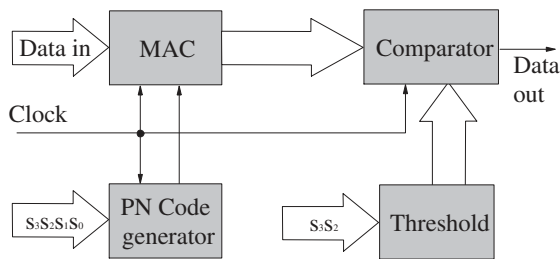 Data in
MAC
Comparator
Data
out
Clock
S₃S₂S₁S₀
PN Code
generator
S₃S₂
Threshold